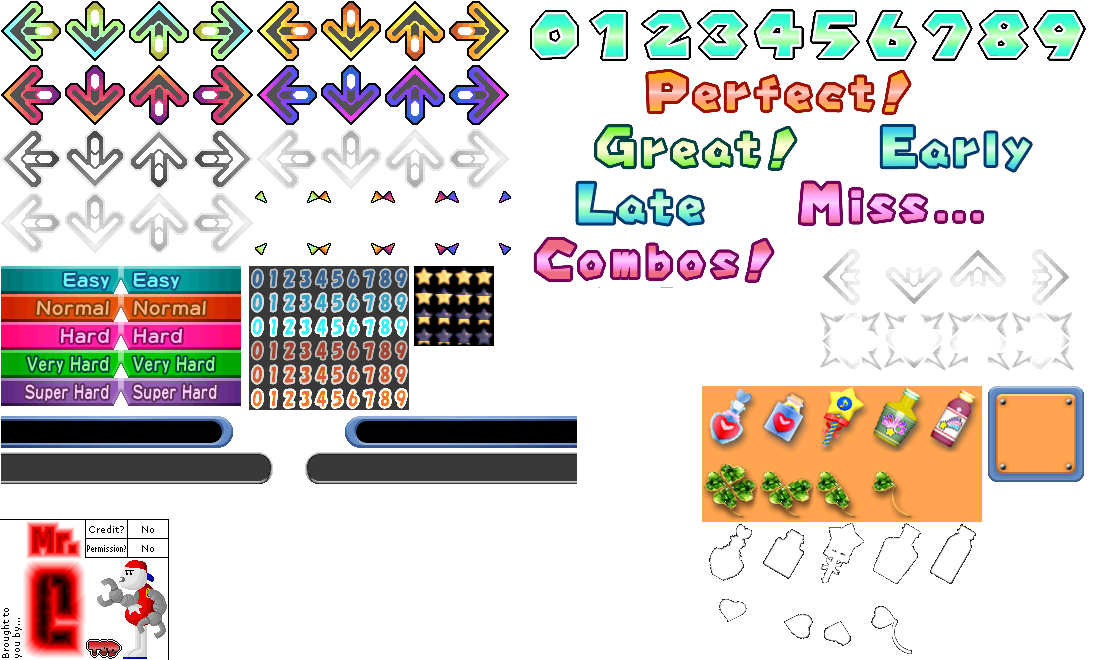 0123456789
Perfect!
Great! Early
Late Miss...
Combos!
Easy Easy
Normal Normal
Hard Hard
Very Hard Very Hard
Super Hard Super Hard
0123456789
0123456789
0123456789
0123456789
0123456789
0123456789
Mr.
C
Credit? No
Permission? No
Brought to
you by...